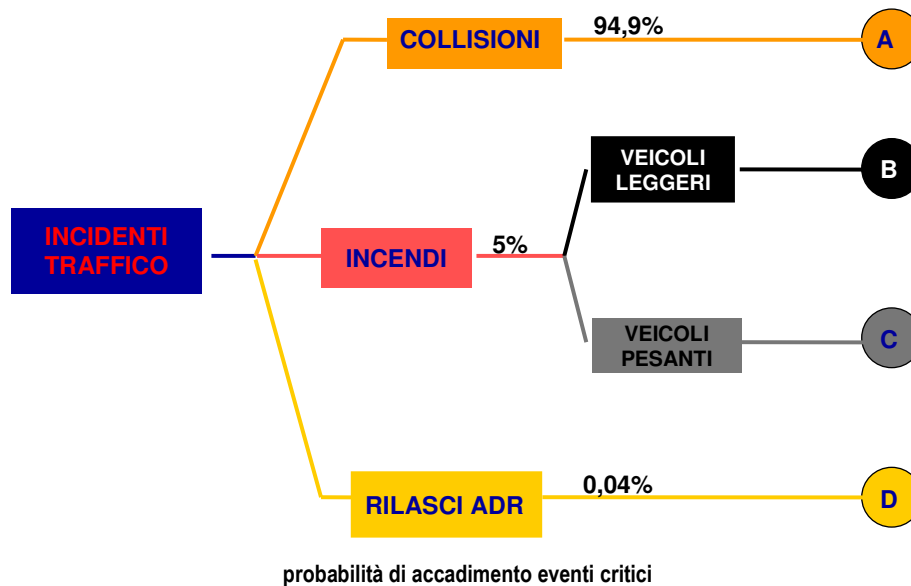 COLLISIONI
94,9%
A
VEICOLI
LEGGERI
B
INCIDENTI
TRAFFICO
INCENDI
5%
VEICOLI
PESANTI
C
RILASCI ADR
0,04%
D
probabilità di accadimento eventi critici